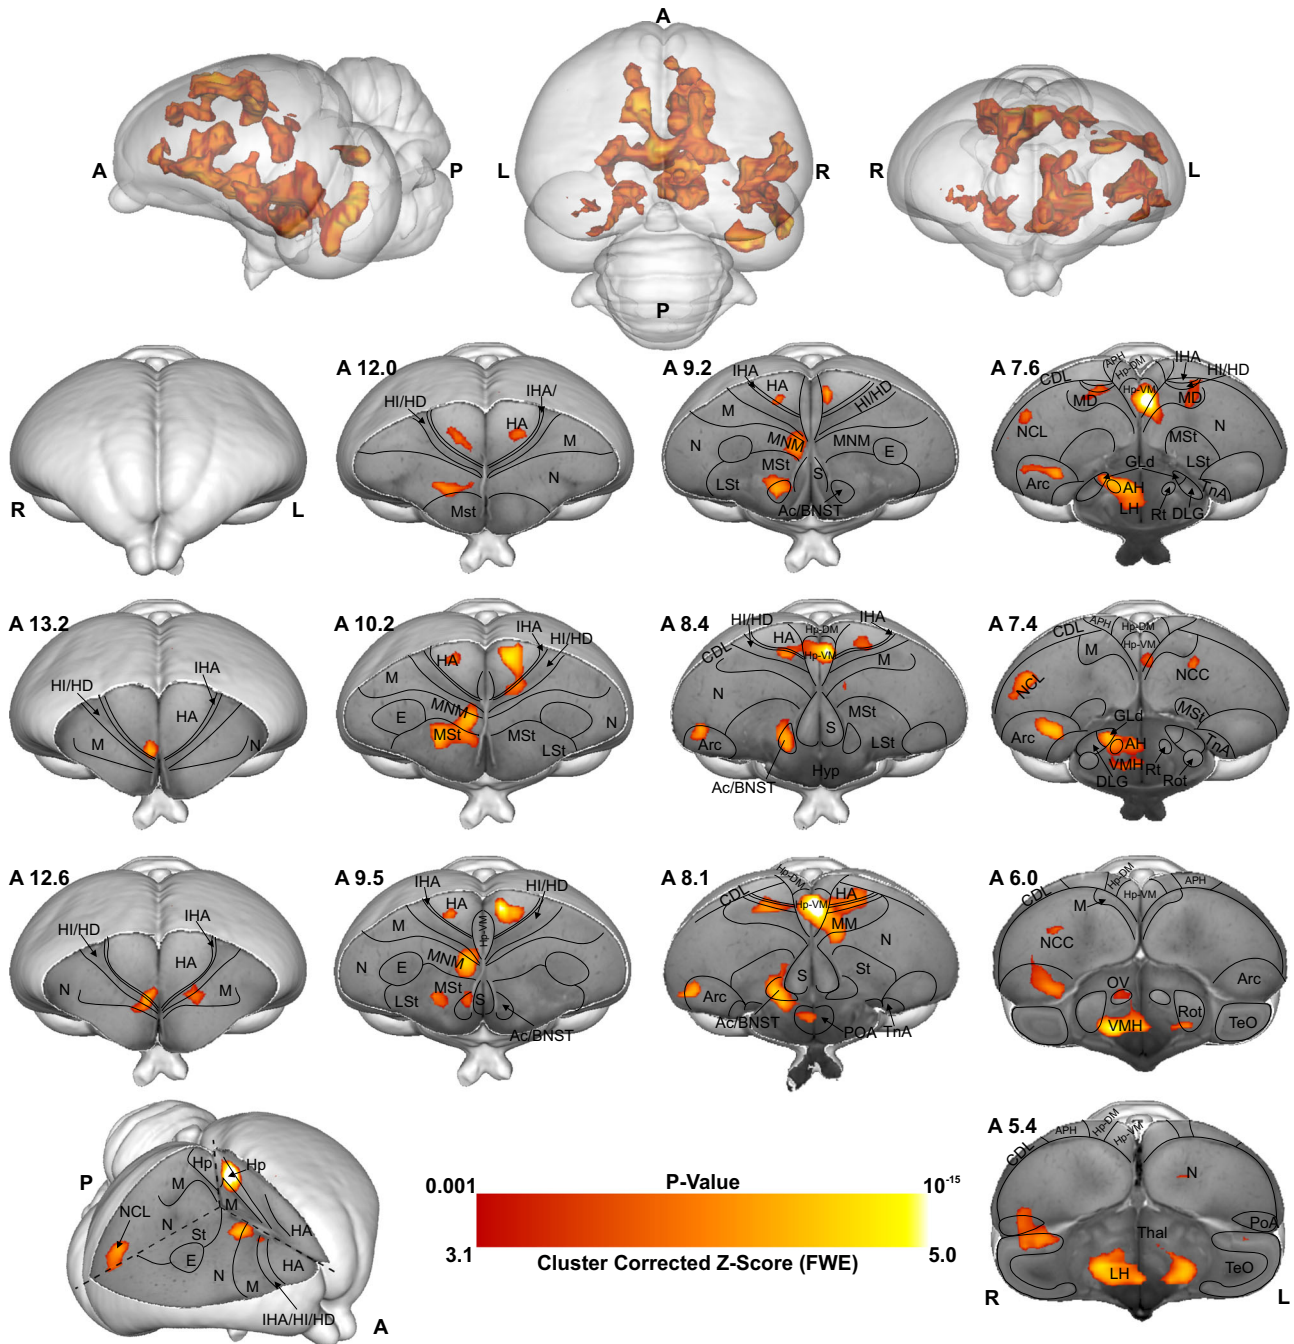 A
A
P
L
R
P
R
L
R
L
A 12.0
IHA/
HI/HD
HA
M
N
Mst
A 9.2
IHA
HA
HI/HD
M
N
MNM
MNM
E
MSt
LSt
S
Ac/BNST
A 7.6
APH
Hp-DM
IHA
HI/HD
CDL
Hp-VM
MD
MD
NCL
N
MSt
GLd
LSt
Arc
AH
TnA
LH
Rt
DLG
A 13.2
IHA
HI/HD
HA
M
N
A 10.2
IHA
HI/HD
HA
M
MNM
E
N
MSt
MSt
LSt
A 8.4
HI/HD
Hp-DM
IHA
HA
CDL
Hp-VM
M
N
MSt
Arc
S
LSt
Hyp
Ac/BNST
A 7.4
APH
Hp-DM
CDL
Hp-VM
M
NCC
NCL
MSt
GLd
Arc
AH
TnA
VMH
Rt
DLG
Rot
A 12.6
IHA
HI/HD
HA
N
M
A 9.5
IHA
HI/HD
HA
M
Hp-VM
MNM
N
E
MSt
LSt
S
Ac/BNST
A 8.1
Hp-DM
CDL
HA
Hp-VM
MM
N
S
St
Arc
Ac/BNST
POA
TnA
A 6.0
Hp-DM
CDL
Hp-VM
APH
M
NCC
OV
Arc
Rot
VMH
TeO
P
Hp
Hp
M
NCL
M
N
St
HA
E
N
HA
M
IHA/HI/HD
A
0.001
P-Value
10-15
3.1
Cluster Corrected Z-Score (FWE)
5.0
A 5.4
Hp-DM
APH
Hp-VM
CDL
N
PoA
Thal
LH
TeO
R
L